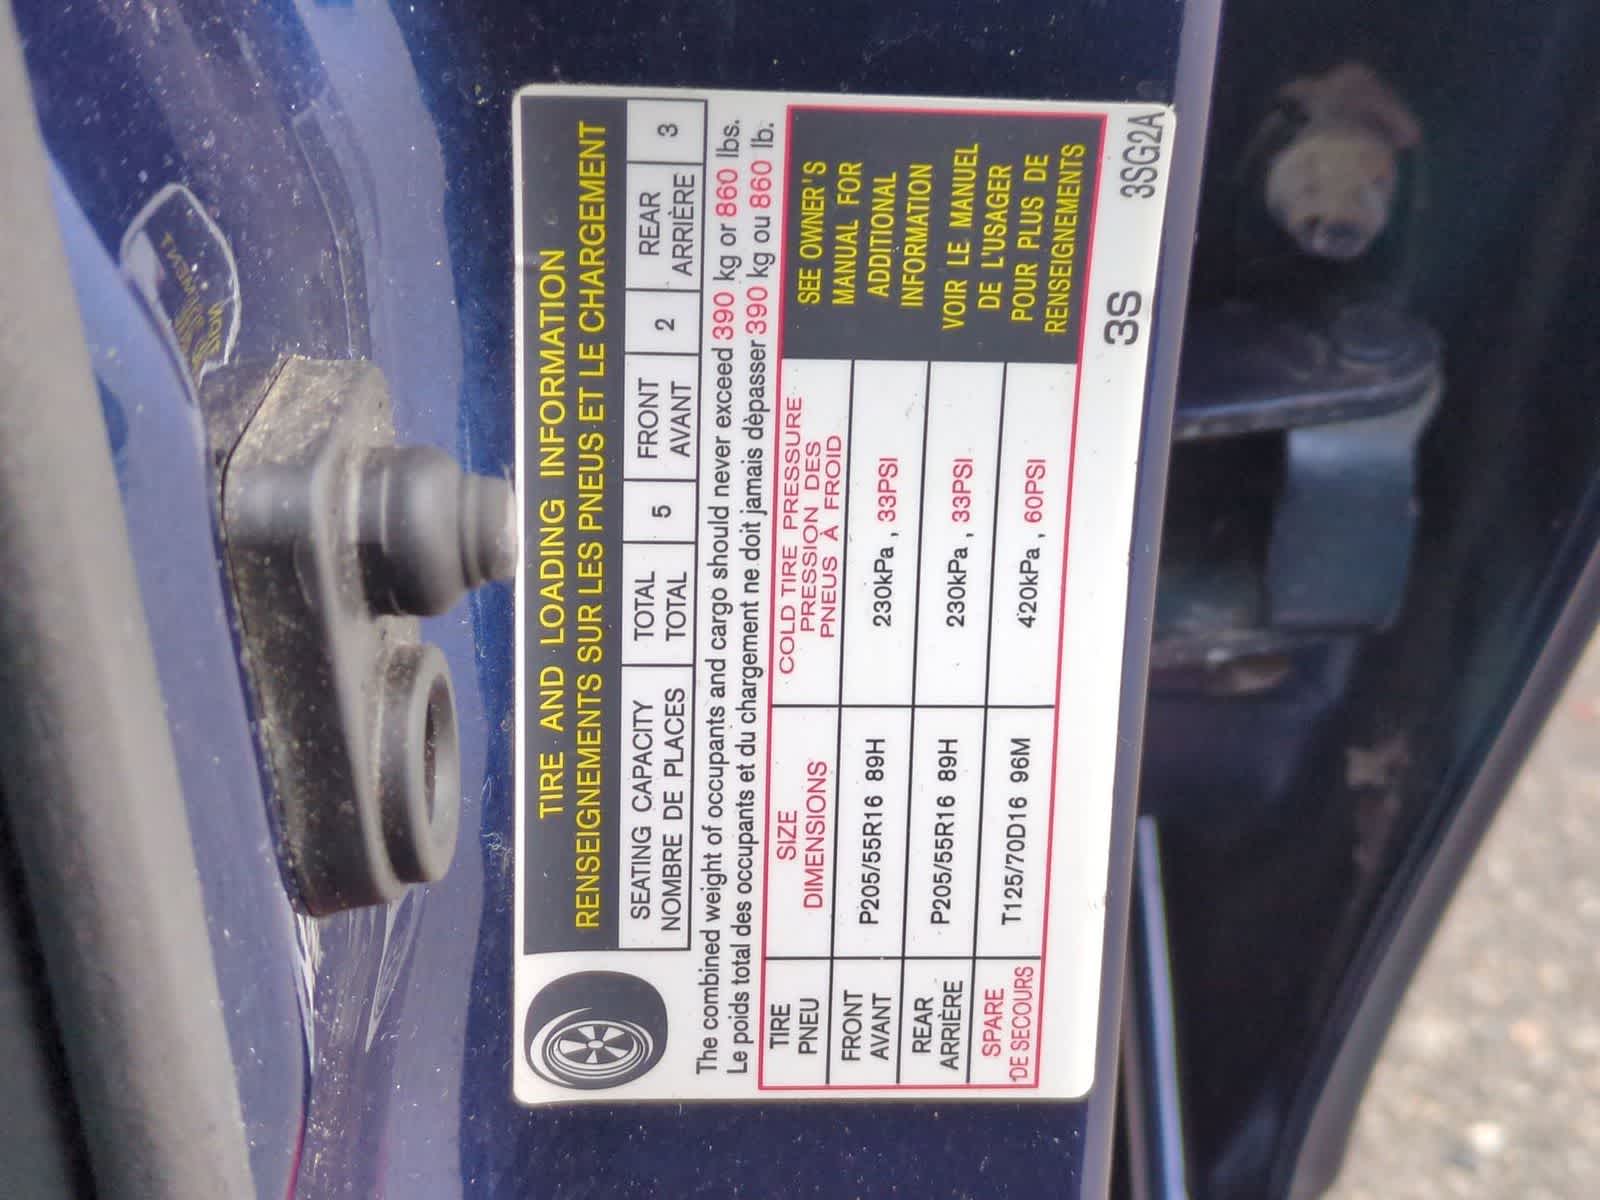 TIRE AND LOADING INFORMATION
RENSEIGNEMENTS SUR LES PNEUS ET LE CHARGEMENT
SEATING CAPACITY TOTAL 5 FRONT 2 REAR 3
NOMBRE DE PLACES TOTAL AVANT ARRIÈRE
The combined weight of occupants and cargo should never exceed 390 kg or 860 lbs.
Le poids total des occupants et du chargement ne doit jamais dèpasser 390 kg ou 860 lb.
TIRE SIZE COLD TIRE PRESSURE
PNEU DIMENSIONS PRESSION DES
PNEUS À FROID
FRONT P205/55R16 89H 230kPa, 33PSI
AVANT
REAR P205/55R16 89H 230kPa, 33PSI
ARRIÈRE
SPARE T125/70D16 96M 420kPa, 60PSI
DE SECOURS
SEE OWNER'S
MANUAL FOR
ADDITIONAL
INFORMATION
VOIR LE MANUEL
DE L'USAGER
POUR PLUS DE
RENSEIGNEMENTS
3S 3SG2A